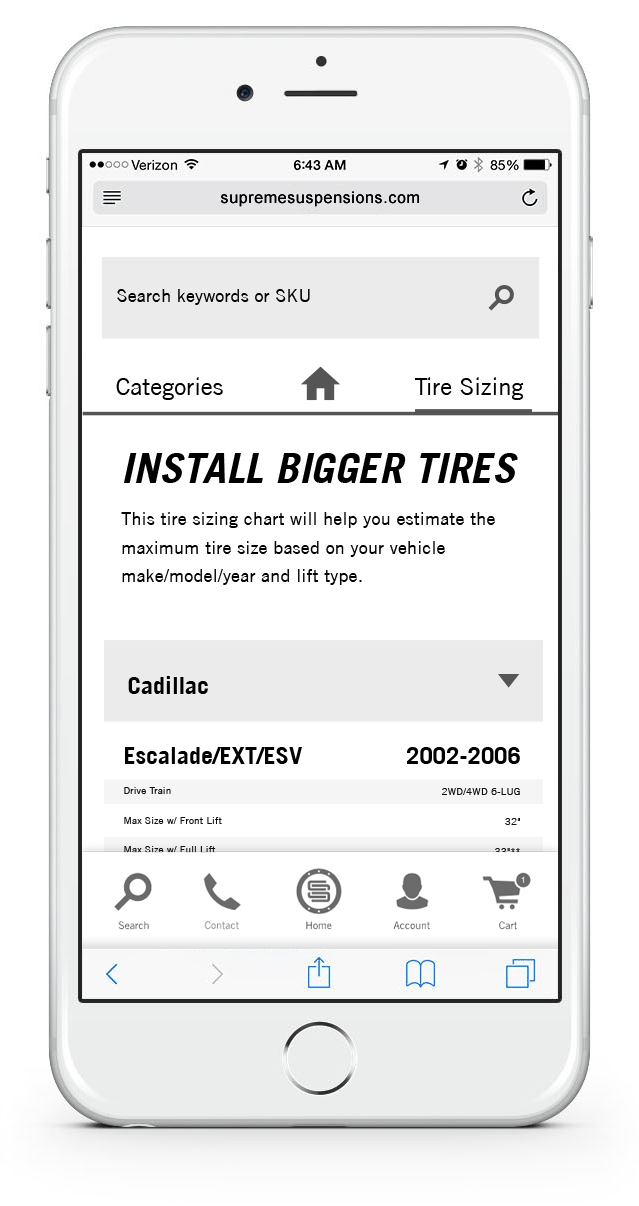 Verizon 6:43 AM 85%
supremesuspensions.com
Search keywords or SKU
Categories Tire Sizing
INSTALL BIGGER TIRES
This tire sizing chart will help you estimate the
maximum tire size based on your vehicle
make/model/year and lift type.
Cadillac
Escalade/EXT/ESV 2002-2006
Drive Train 2WD/4WD 6-LUG
Max Size w/ Front Lift 32"
Max Size w/ Full Lift 33"**
1
Search Contact Home Account Cart